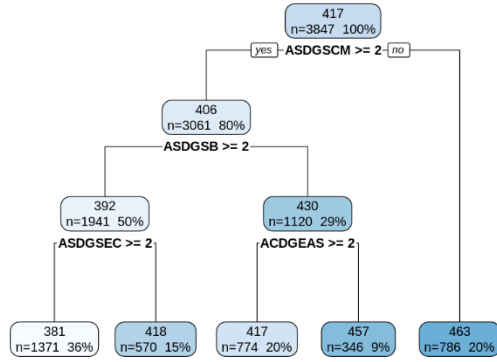 417
n=3847 100%
yes ASDGSCM >= 2 no
406
n=3061 80%
ASDGSB >= 2
392
n=1941 50%
430
n=1120 29%
ASDGSEC >= 2
ACDGEAS >= 2
381
n=1371 36%
418
n=570 15%
417
n=774 20%
457
n=346 9%
463
n=786 20%